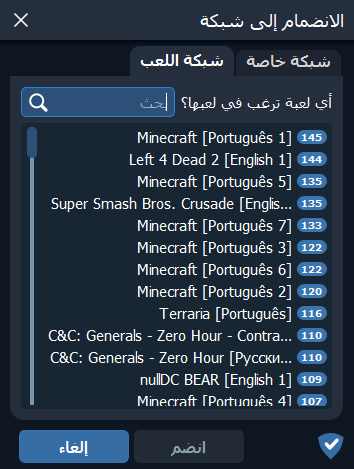 الانضمام إلى شبكة
شبكة خاصة
شبكة اللعب
أي لعبة ترغب في لعبها؟
بحث
Minecraft [Português 1] 145
Left 4 Dead 2 [English 1] 144
Minecraft [Português 5] 135
Super Smash Bros. Crusade [Englis... 135
Minecraft [Português 7] 133
Minecraft [Português 3] 122
Minecraft [Português 6] 122
Minecraft [Português 2] 120
Terraria [Português] 116
C&C: Generals - Zero Hour - Contra... 110
C&C: Generals - Zero Hour [Русски... 110
nullDC BEAR [English 1] 109
Minecraft [Português 4] 107
انضم
إلغاء